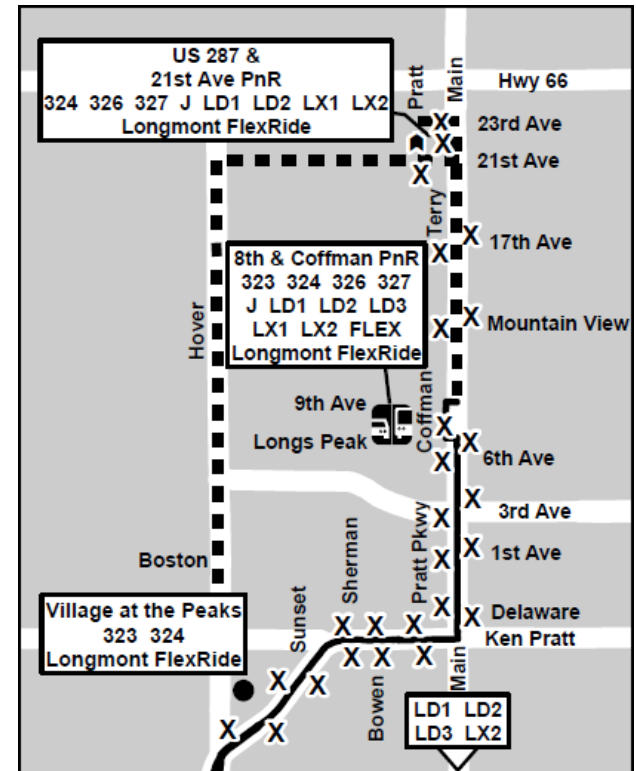 US 287 &
21st Ave PnR
324 326 327 J LD1 LD2 LX1 LX2
Longmont FlexRide
Pratt
Main
Hwy 66
23rd Ave
21st Ave
Terry
17th Ave
8th & Coffman PnR
323 324 326 327
J LD1 LD2 LD3
LX1 LX2 FLEX
Longmont FlexRide
Hover
Mountain View
9th Ave
Longs Peak
Coffman
6th Ave
3rd Ave
Boston
Sherman
Pratt Pkwy
1st Ave
Village at the Peaks
323 324
Longmont FlexRide
Sunset
Delaware
Ken Pratt
Bowen
Main
LD1 LD2
LD3 LX2